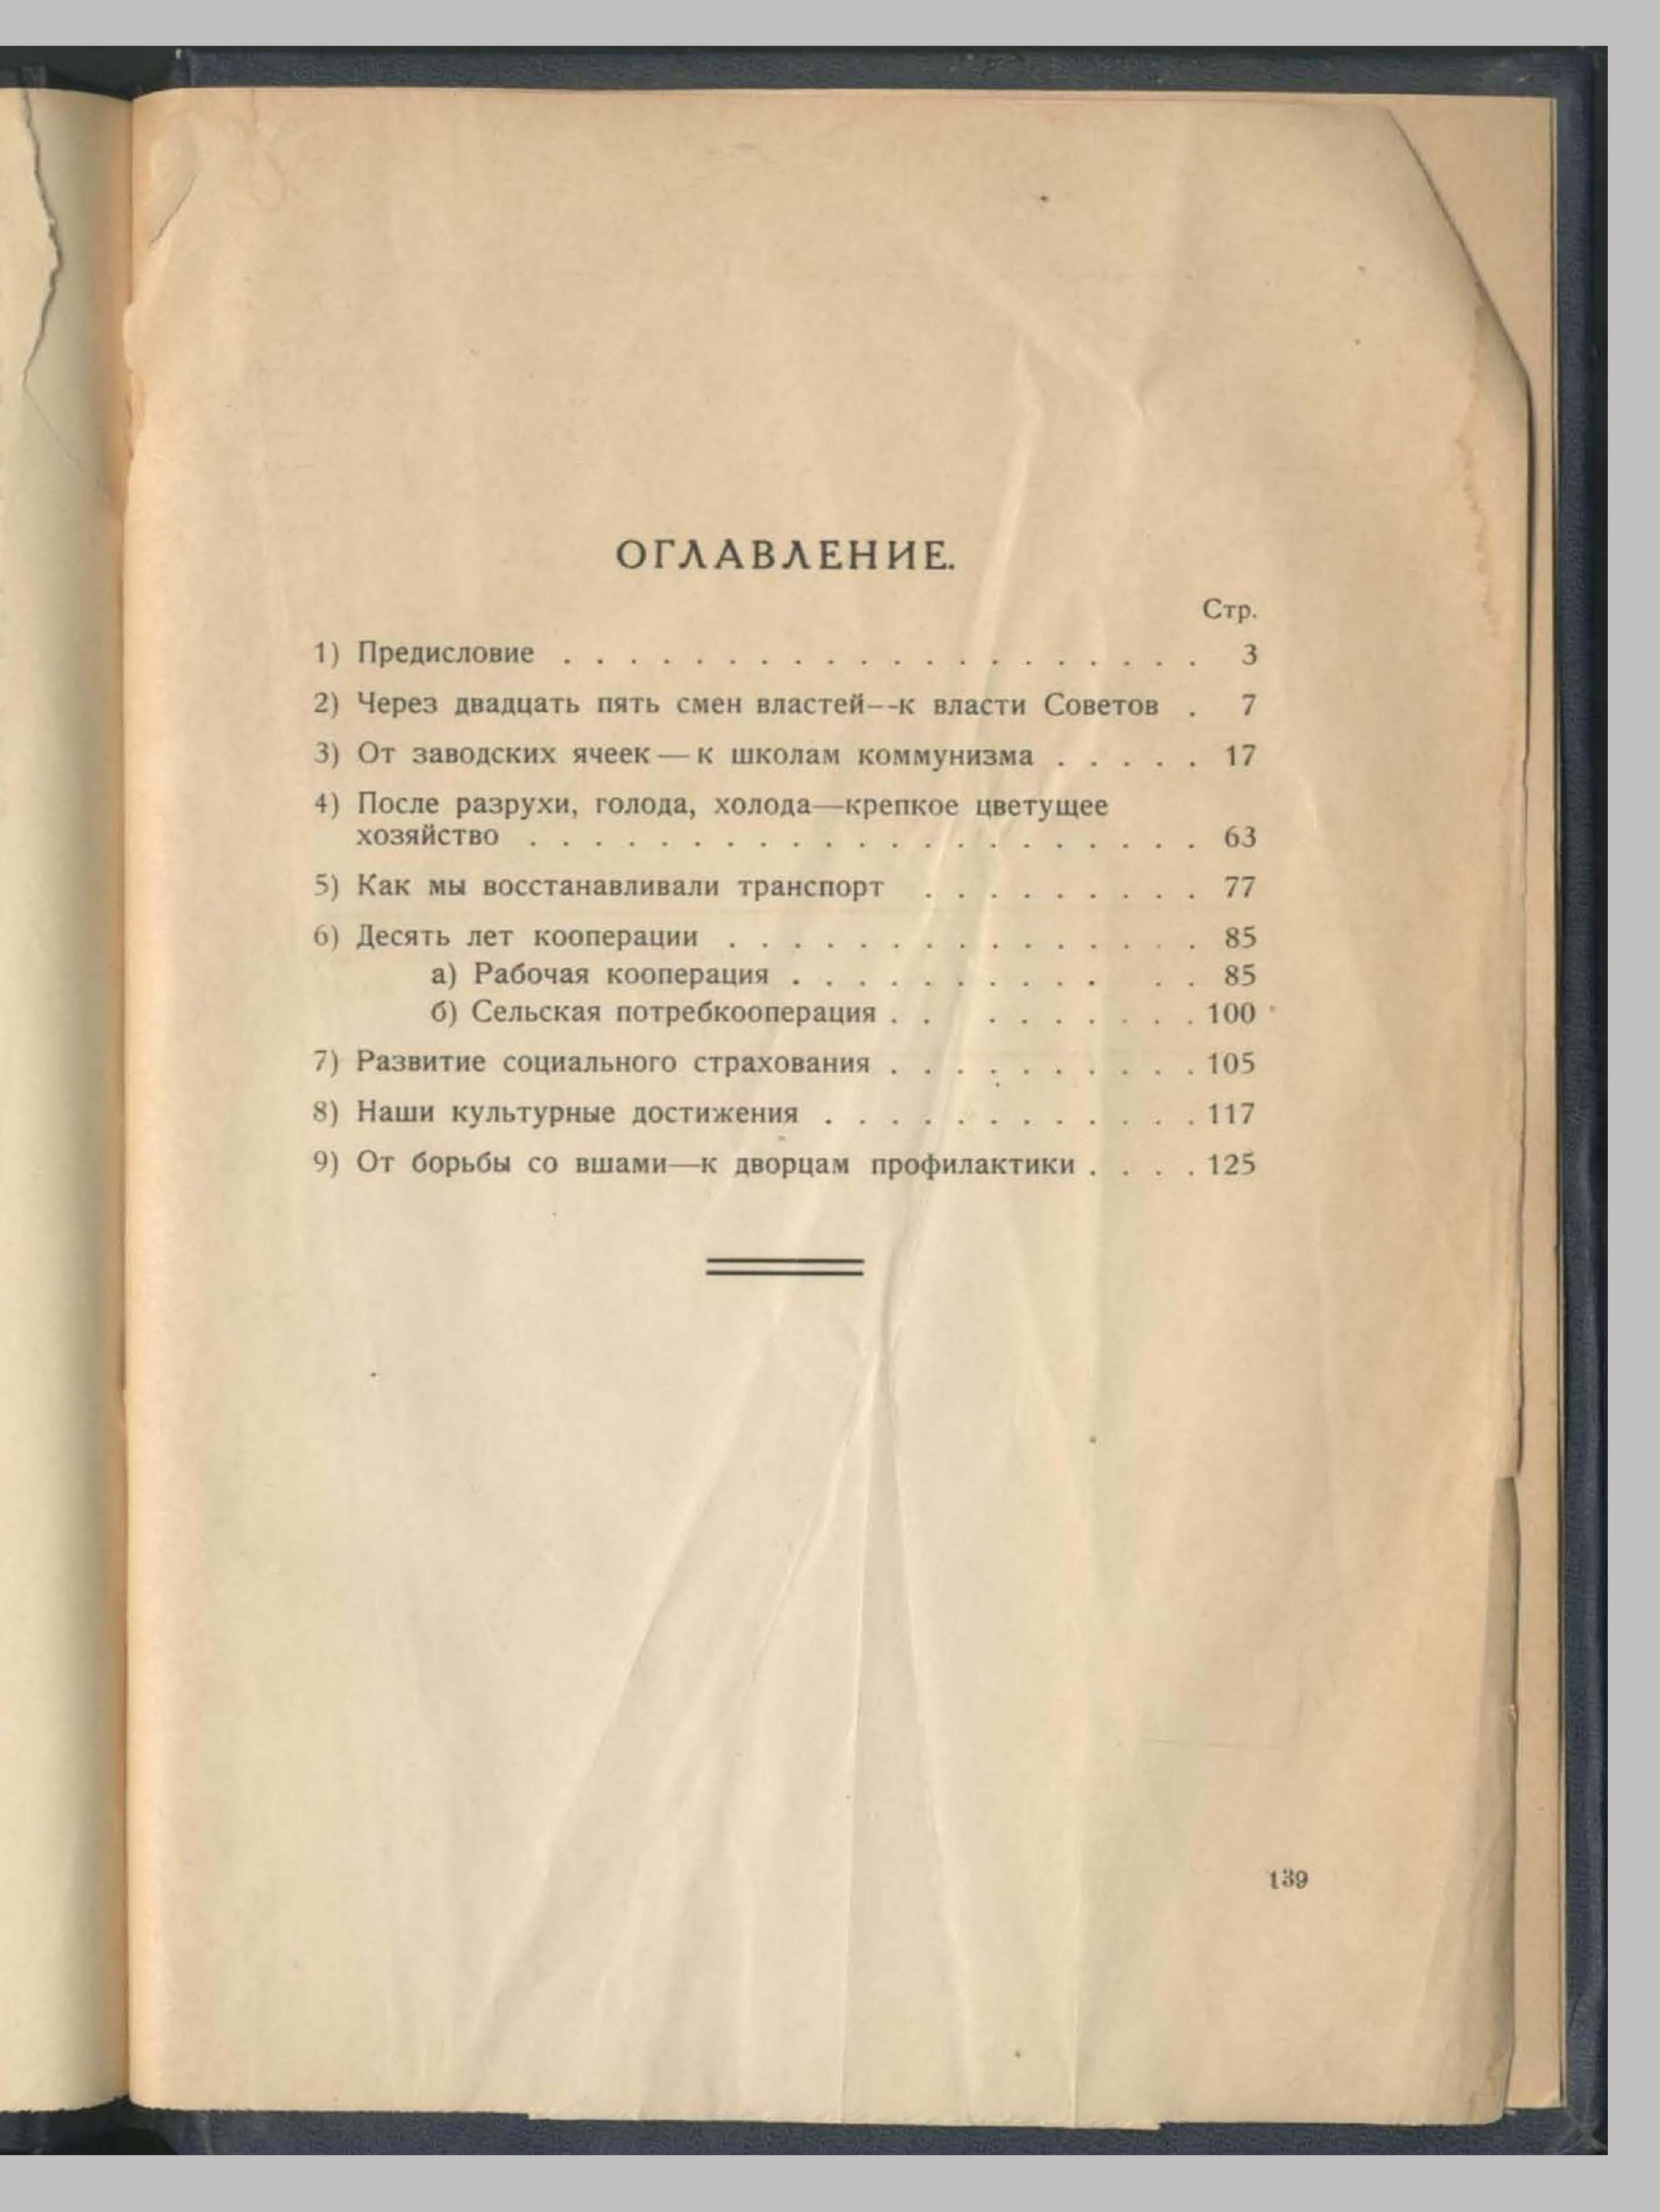 ОГЛАВЛЕНИЕ.
Стр.
1) Предисловие . . . . . . . . . . . . . . . . . . . . 3
2) Через двадцать пять смен властей--к власти Советов . 7
3) От заводских ячеек — к школам коммунизма . . . . . 17
4) После разрухи, голода, холода—крепкое цветущее
хозяйство . . . . . . . . . . . . . . . . . . . . . 63
5) Как мы восстанавливали транспорт . . . . . . . . . 77
6) Десять лет кооперации . . . . . . . . . . . . . . . 85
а) Рабочая кооперация . . . . . . . . . . . . 85
б) Сельская потребкооперация . . . . . . . . . 100
7) Развитие социального страхования . . . . . . . . . . 105
8) Наши культурные достижения . . . . . . . . . . . . 117
9) От борьбы со вшами—к дворцам профилактики . . . . 125
139